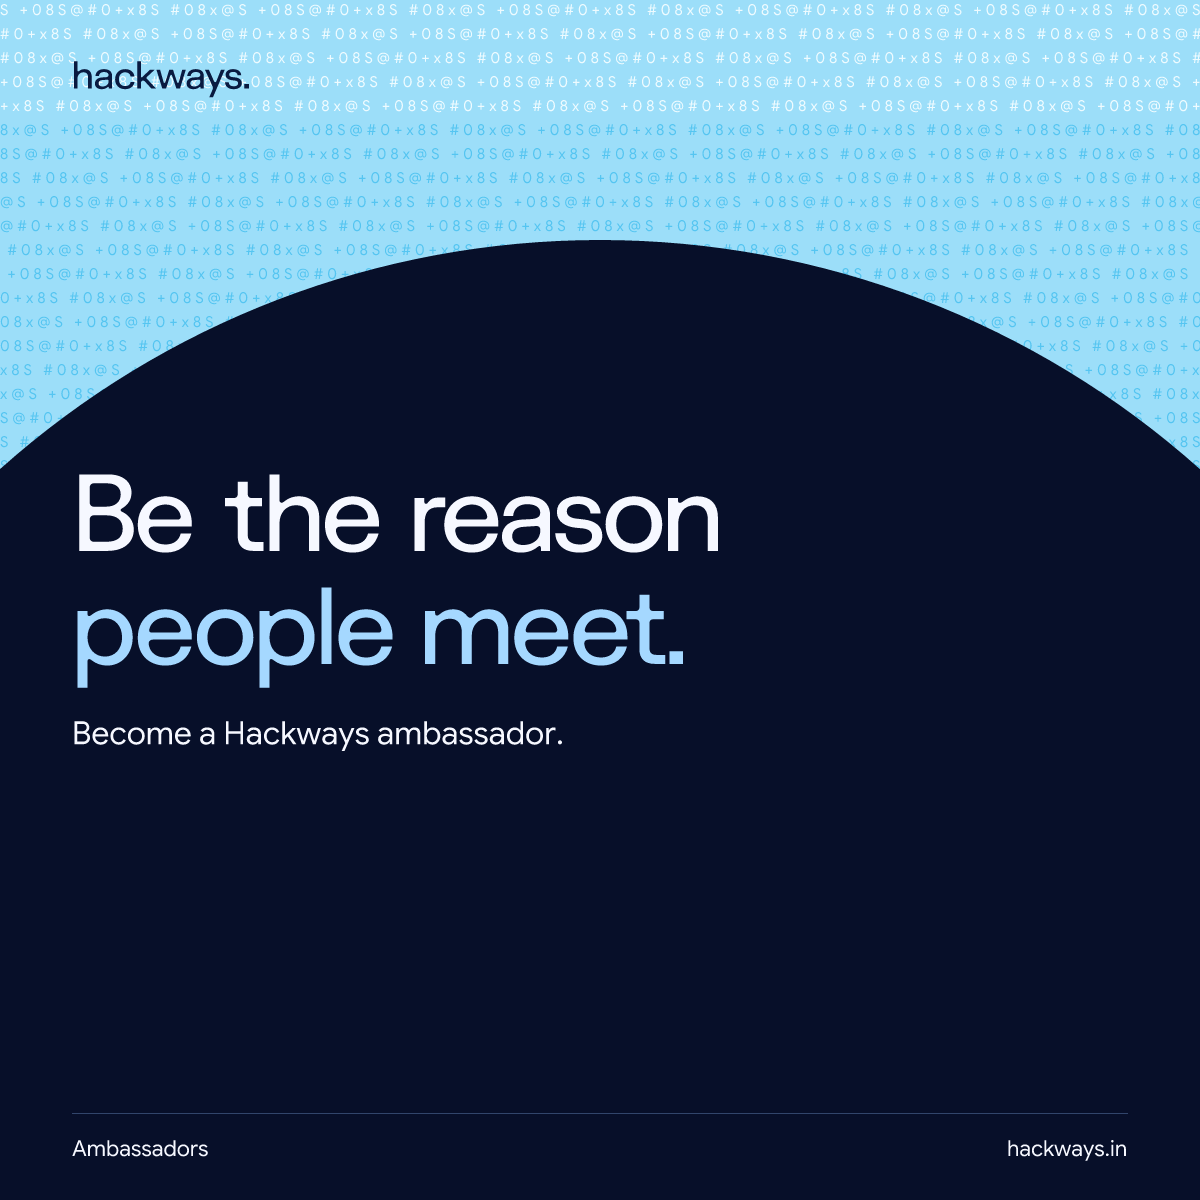 hackways.
Be the reason
people meet.
Become a Hackways ambassador.
Ambassadors
hackways.in